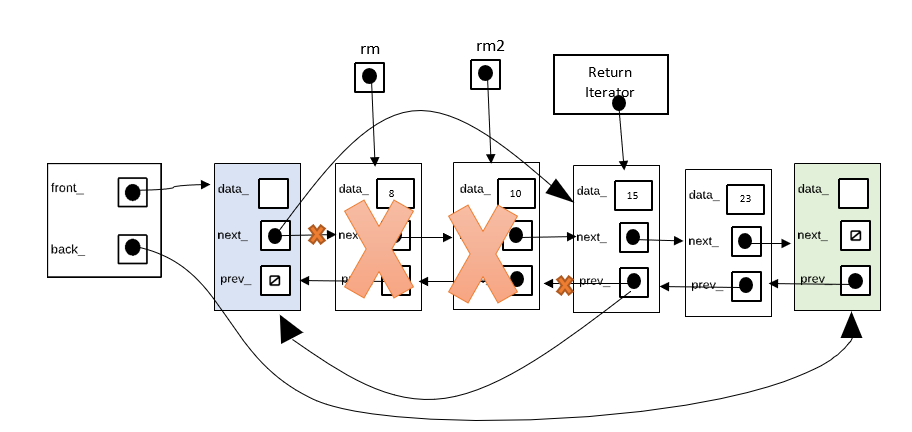 rm
rm2
Return
Iterator
front_
back_
data_
next_
prev_
data_
8
data_
10
data_
15
next_
prev_
data_
23
next_
prev_
data_
next_
prev_